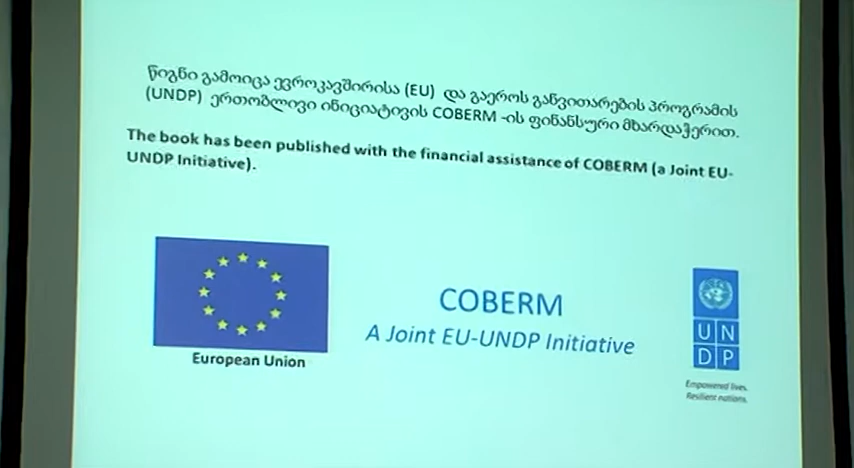 წიგნი გამოიცა ევროკავშირისა (EU) და გაეროს განვითარების პროგრამის
(UNDP) ერთობლივი ინიციატივის COBERM -ის ფინანსური მხარდაჭერით.
The book has been published with the financial assistance of COBERM (a Joint EU-
UNDP Initiative).
European Union
COBERM
A Joint EU-UNDP Initiative
UN
DP
Empowered lives.
Resilient nations.